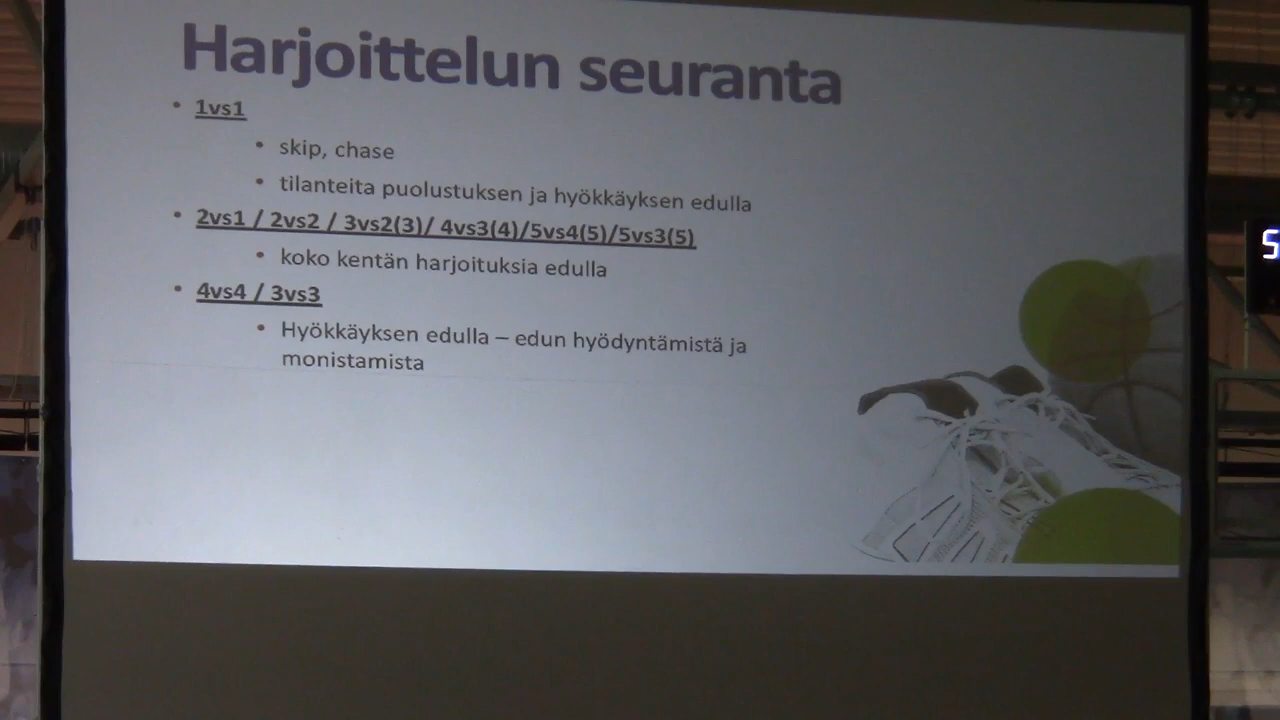 Harjoittelun seuranta
• 1vs1
• skip, chase
• tilanteita puolustuksen ja hyökkäyksen edulla
• 2vs1 / 2vs2 / 3vs2(3)/ 4vs3(4)/5vs4(5)/5vs3(5)
• koko kentän harjoituksia edulla
• 4vs4 / 3vs3
• Hyökkäyksen edulla – edun hyödyntämistä ja
monistamista